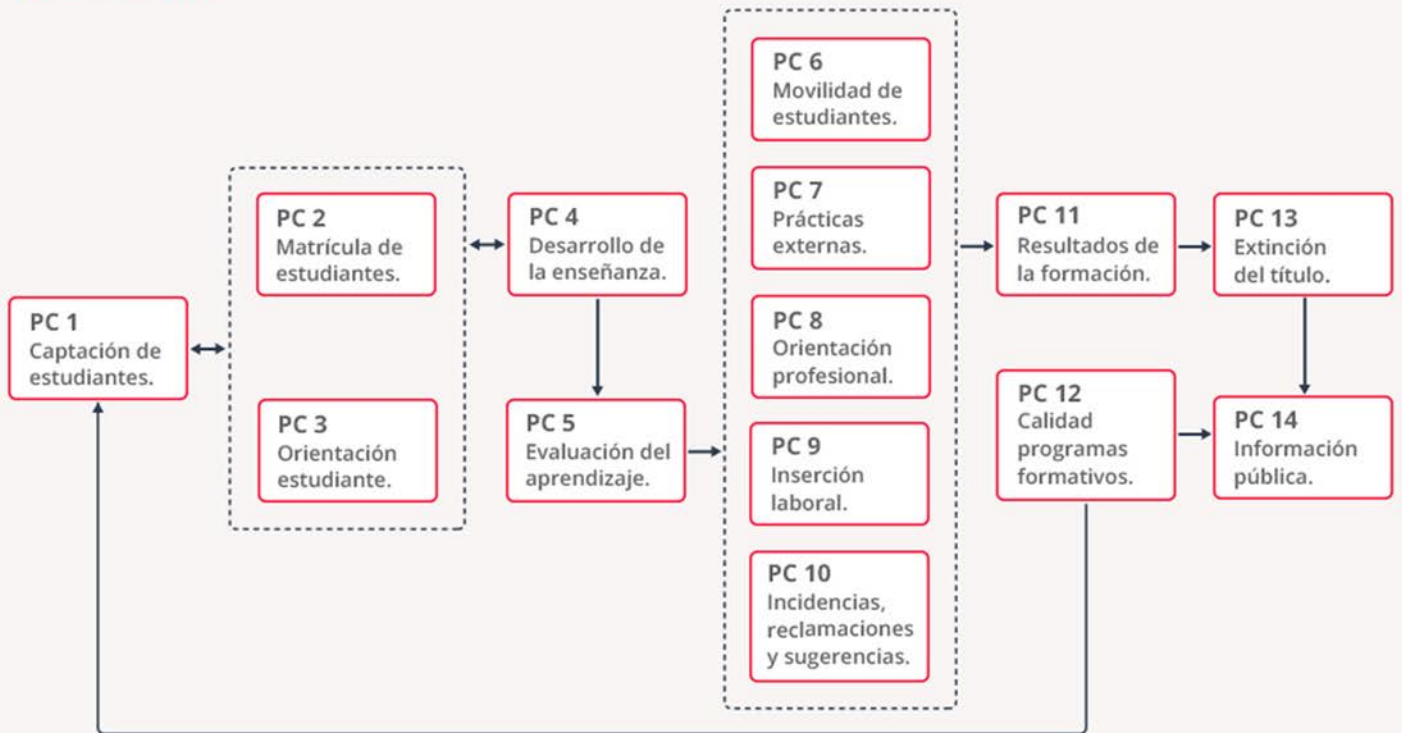 PC 1
Captación de
estudiantes.
PC 2
Matrícula de
estudiantes.
PC 3
Orientación
estudiante.
PC 4
Desarrollo de
la enseñanza.
PC 5
Evaluación del
aprendizaje.
PC 6
Movilidad de
estudiantes.
PC 7
Prácticas
externas.
PC 8
Orientación
profesional.
PC 9
Inserción
laboral.
PC 10
Incidencias,
reclamaciones
y sugerencias.
PC 11
Resultados de
la formación.
PC 12
Calidad
programas
formativos.
PC 13
Extinción
del título.
PC 14
Información
pública.